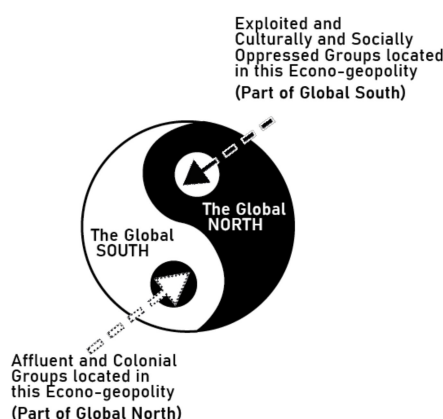 Exploited and
Culturally and Socially
Oppressed Groups located
in this Econo-geopolity
(Part of Global South)
The Global
NORTH
The Global
SOUTH
Affluent and Colonial
Groups located in
this Econo-geopolity
(Part of Global North)